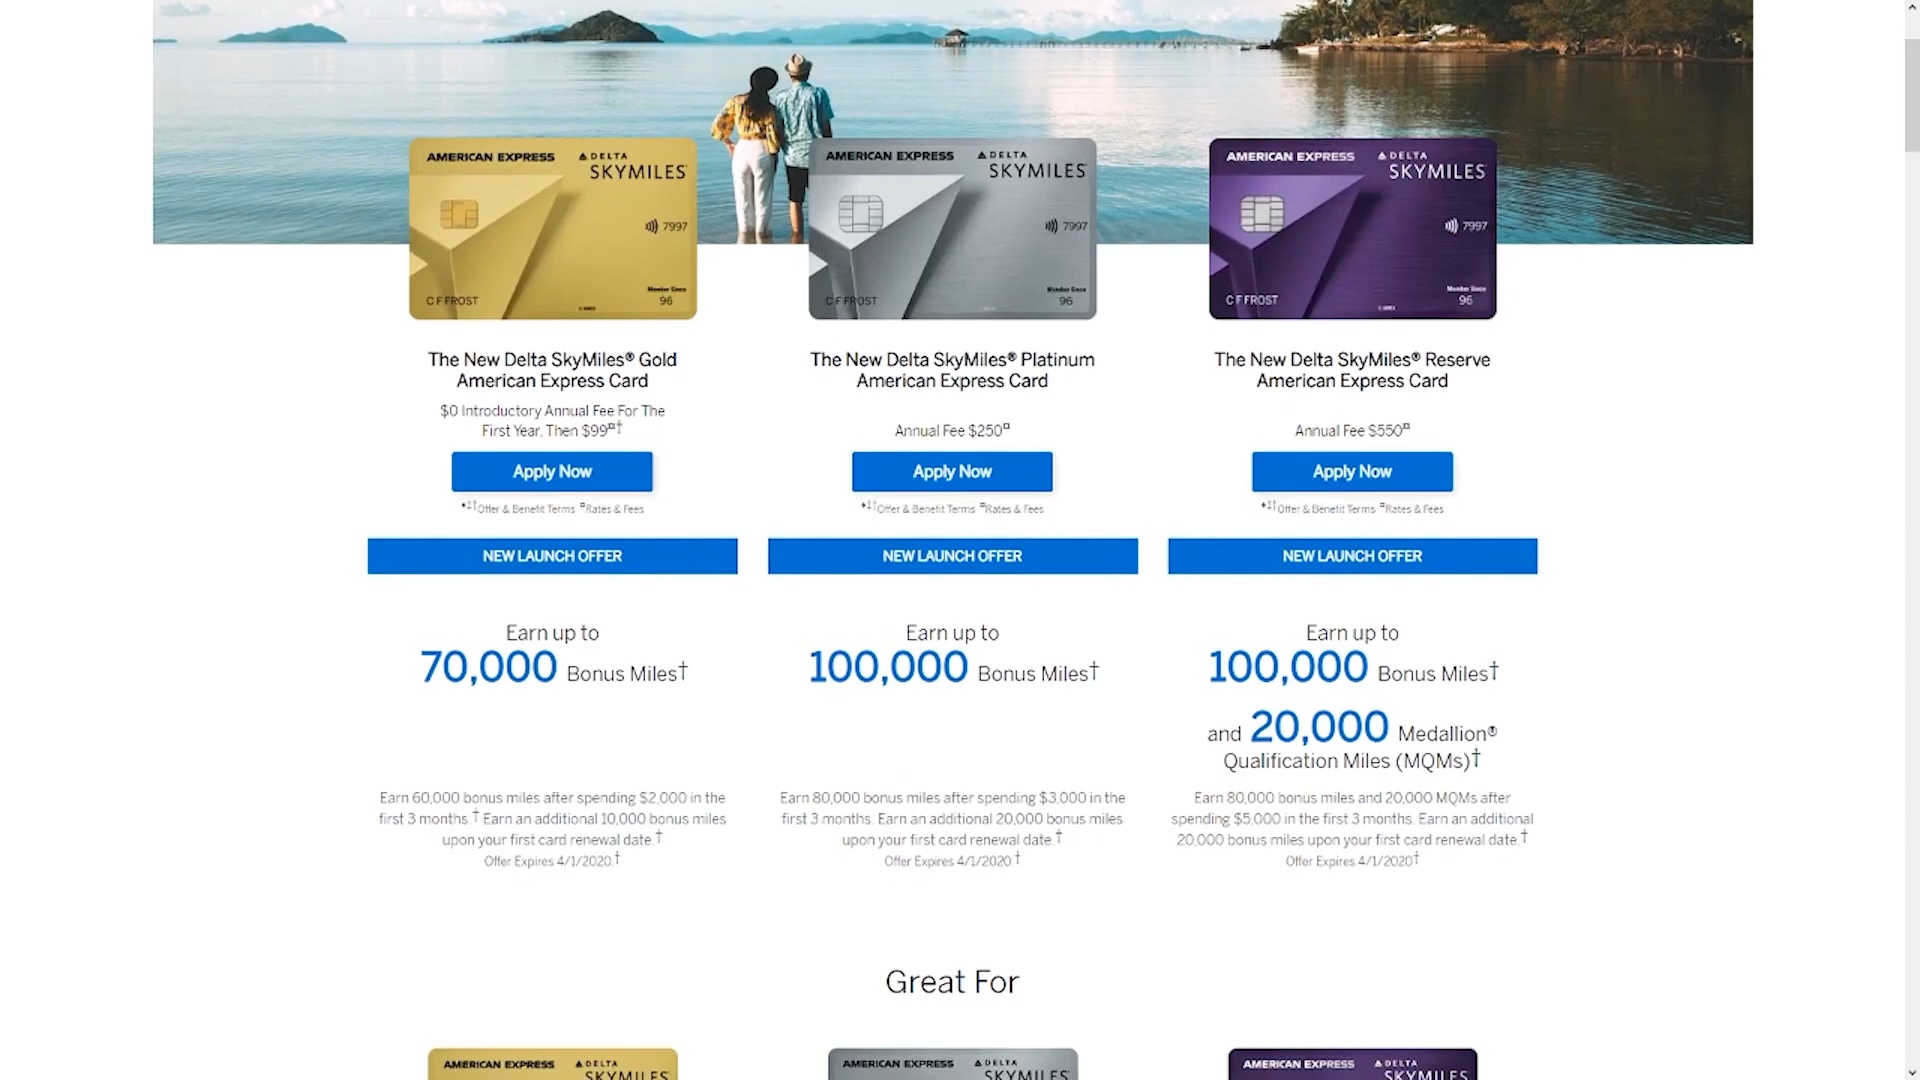 AMERICAN EXPRESS DELTA
SKYMILES
7997
Member Since
C F FROST 96
AMERICAN EXPRESS DELTA
SKYMILES
7997
Member Since
C F FROST 96
AMERICAN EXPRESS DELTA
SKYMILES
7997
Member Since
C F FROST 96
The New Delta SkyMiles® Gold
American Express Card
$0 Introductory Annual Fee For The
First Year, Then $99¤†
Apply Now
*‡†Offer & Benefit Terms ¤Rates & Fees
NEW LAUNCH OFFER
Earn up to
70,000 Bonus Miles†
Earn 60,000 bonus miles after spending $2,000 in the
first 3 months.† Earn an additional 10,000 bonus miles
upon your first card renewal date.†
Offer Expires 4/1/2020.†
The New Delta SkyMiles® Platinum
American Express Card
Annual Fee $250¤
Apply Now
*‡†Offer & Benefit Terms ¤Rates & Fees
NEW LAUNCH OFFER
Earn up to
100,000 Bonus Miles†
Earn 80,000 bonus miles after spending $3,000 in the
first 3 months. Earn an additional 20,000 bonus miles
upon your first card renewal date.†
Offer Expires 4/1/2020.†
The New Delta SkyMiles® Reserve
American Express Card
Annual Fee $550¤
Apply Now
*‡†Offer & Benefit Terms ¤Rates & Fees
NEW LAUNCH OFFER
Earn up to
100,000 Bonus Miles†
and 20,000 Medallion®
Qualification Miles (MQMs)†
Earn 80,000 bonus miles and 20,000 MQMs after
spending $5,000 in the first 3 months. Earn an additional
20,000 bonus miles upon your first card renewal date.†
Offer Expires 4/1/2020†
Great For
AMERICAN EXPRESS DELTA
SKYMILES
AMERICAN EXPRESS DELTA
SKYMILES
AMERICAN EXPRESS DELTA
SKYMILES